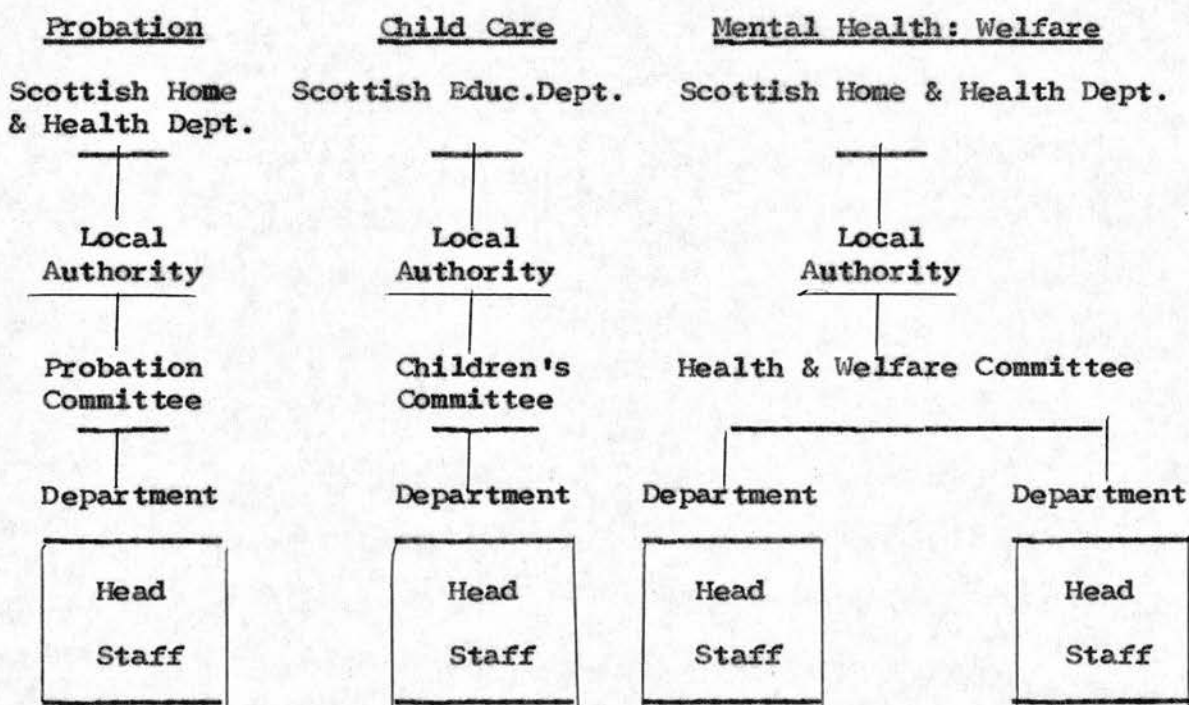 Probation
Scottish Home
& Health Dept.
Local
Authority
Probation
Committee
Department
Head
Staff
Child Care
Scottish Educ.Dept.
Local
Authority
Children's
Committee
Department
Head
Staff
Mental Health: Welfare
Scottish Home & Health Dept.
Local
Authority
Health & Welfare Committee
Department
Head
Staff
Department
Head
Staff